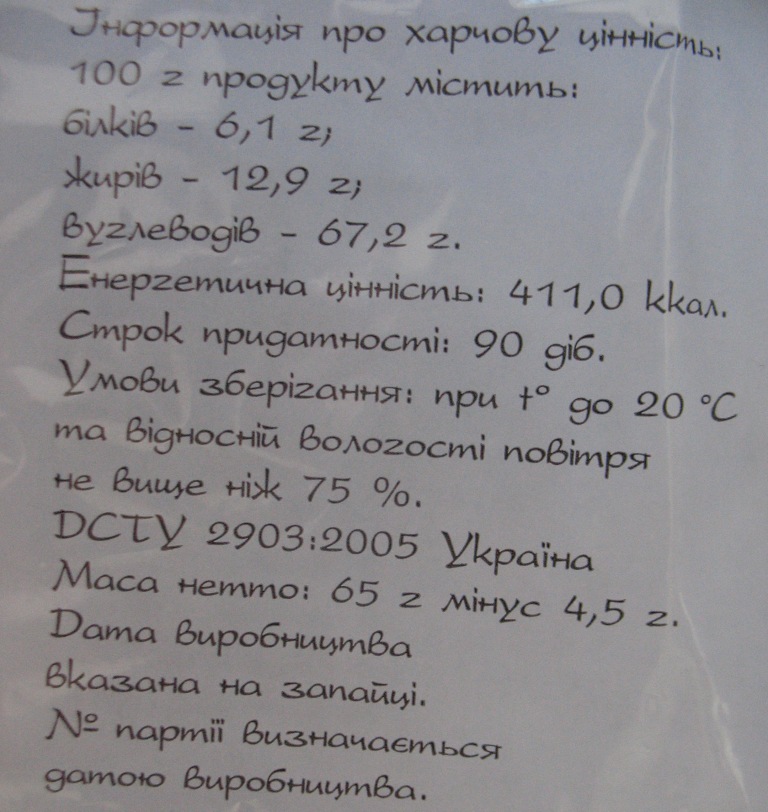 Інформація про харчову цінність:
100 г продукту містить:
білків - 6,1 г;
жирів - 12,9 г;
вуглеводів - 67,2 г.
Енергетична цінність: 411,0 ккал.
Строк придатності: 90 діб.
Умови зберігання: при t° до 20 °С
та відносній вологості повітря
не вище ніж 75 %.
ДСТУ 2903:2005 Україна
Маса нетто: 65 г мінус 4,5 г.
Дата виробництва
вказана на запайці.
№ партії визначається
датою виробництва.